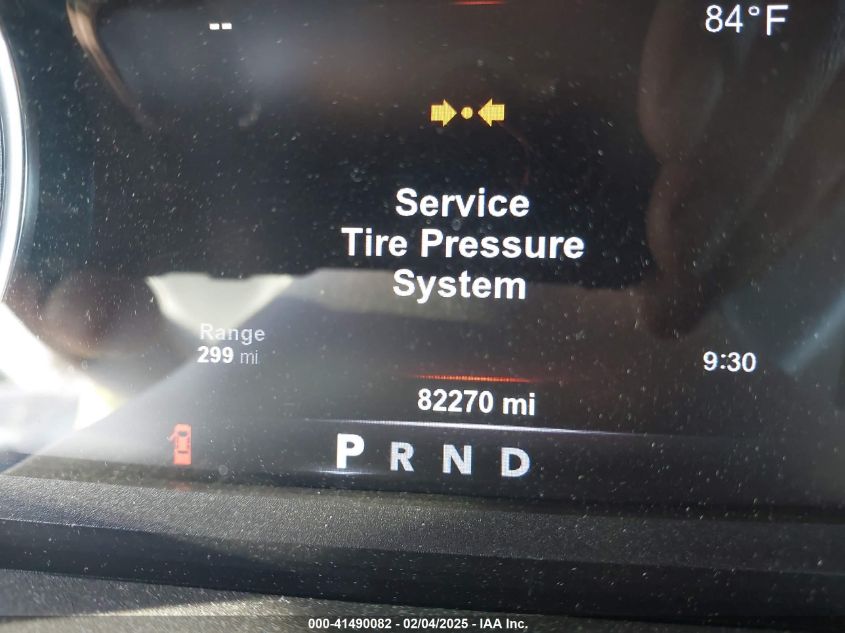 --
84°F
Service
Tire Pressure
System
Range
299 mi
9:30
82270 mi
P R N D
000-41490082 - 02/04/2025 - IAA Inc.